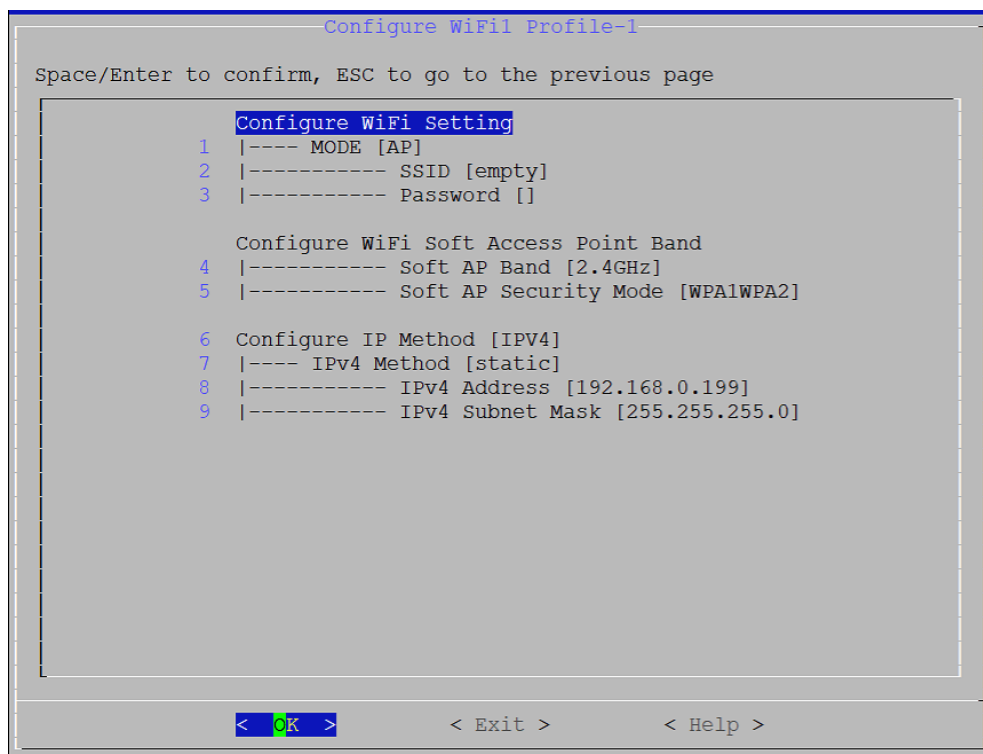 Configure WiFi1 Profile-1
Space/Enter to confirm, ESC to go to the previous page
Configure WiFi Setting
1 |---- MODE [AP]
2 |----------- SSID [empty]
3 |----------- Password []
Configure WiFi Soft Access Point Band
4 |----------- Soft AP Band [2.4GHz]
5 |----------- Soft AP Security Mode [WPA1WPA2]
6 Configure IP Method [IPV4]
7 |---- IPv4 Method [static]
8 |----------- IPv4 Address [192.168.0.199]
9 |----------- IPv4 Subnet Mask [255.255.255.0]
< OK > < Exit > < Help >